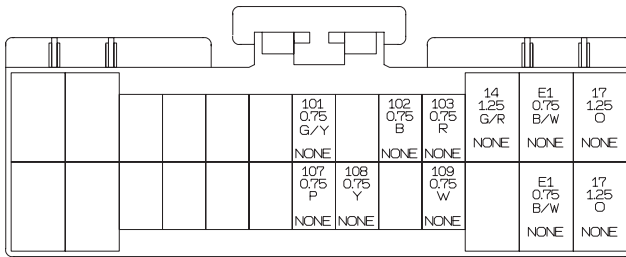 101
0.75
G/Y
NONE
102
0.75
B
NONE
103
0.75
R
NONE
14
1.25
G/R
NONE
E1
0.75
B/W
NONE
17
1.25
O
NONE
107
0.75
P
NONE
108
0.75
Y
NONE
109
0.75
W
NONE
E1
0.75
B/W
NONE
17
1.25
O
NONE